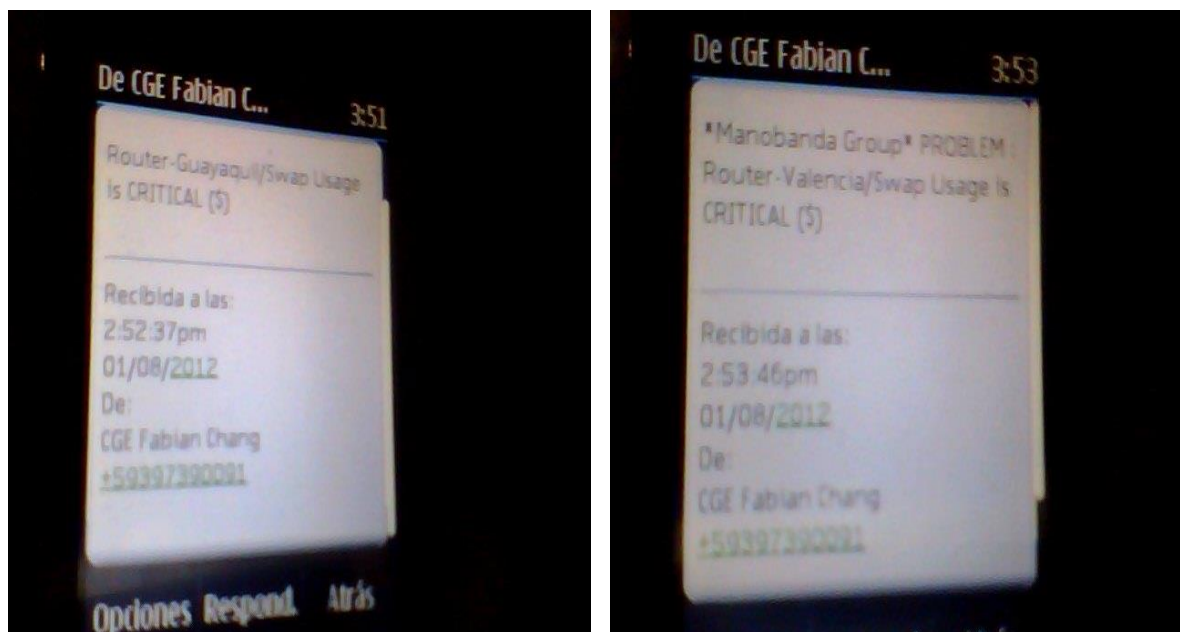 De CGE Fabian C...
3:51
Router-Guayaquil/Swap Usage
is CRITICAL ($)
Recibida a las:
2:52:37pm
01/08/2012
De:
CGE Fabian Chang
+59397390091
Opciones Respond. Atrás
De CGE Fabian C...
3:53
*Manobanda Group* PROBLEM :
Router-Valencia/Swap Usage is
CRITICAL ($)
Recibida a las:
2:53:46pm
01/08/2012
De:
CGE Fabian Chang
+59397390091